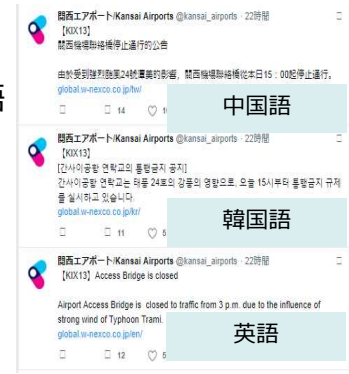 語
関西エアポート/Kansai Airports @kansai_airports · 22時間
【KIX13】
關西機場聯絡橋停止通行的公告
由於受到強烈颱風24號潭美的影響，關西機場聯絡橋從本日15：00起停止通行。
global.w-nexco.co.jp/tw/
14
中国語
関西エアポート/Kansai Airports @kansai_airports · 22時間
【KIX13】
[간사이공항 연락교의 통행금지 공지]
간사이공항 연락교는 태풍 24호의 강풍의 영향으로, 오늘 15시부터 통행금지 규제
를 실시하고 있습니다.
global.w-nexco.co.jp/kr/
11 5
韓国語
関西エアポート/Kansai Airports @kansai_airports · 22時間
【KIX13】Access Bridge is closed
Airport Access Bridge is closed to traffic from 3 p.m. due to the influence of
strong wind of Typhoon Trami.
global.w-nexco.co.jp/en/
12 5
英語